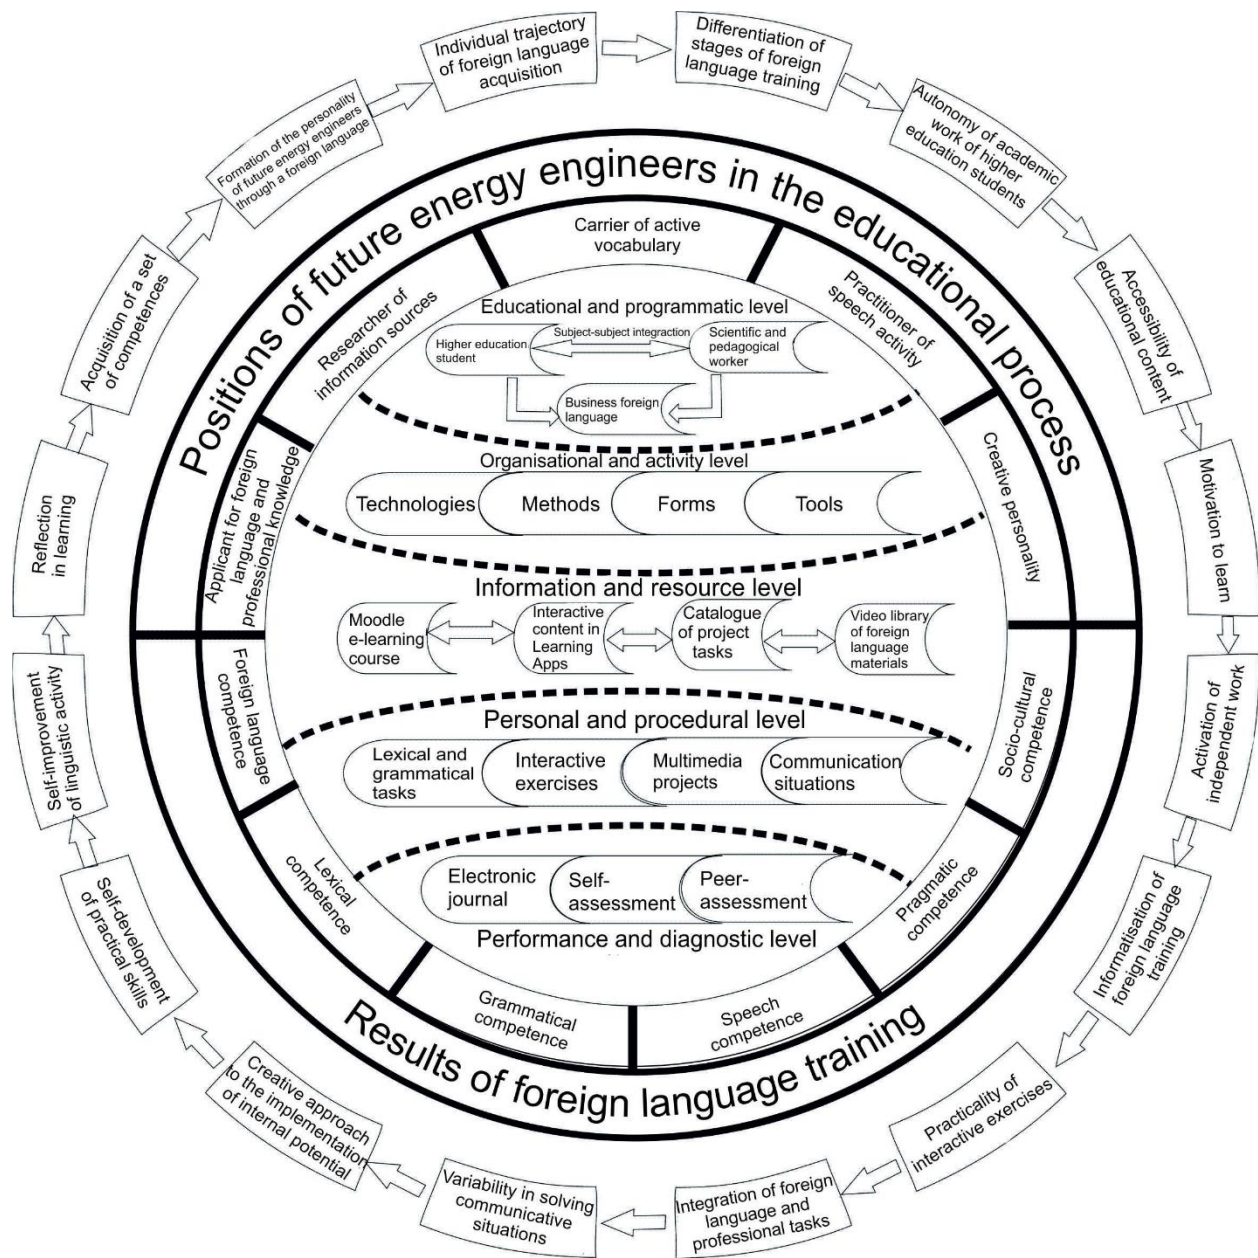 Individual trajectory
of foreign language
acquisition
Differentiation of
stages of foreign
language training
Autonomy of academic
work of higher
education students
Accessibility of
educational content
Motivation to
learn
Activation of
independent work
Informatisation of
foreign language
training
Practicality of
interactive exercises
Integration of foreign
language and
professional tasks
Variability in solving
communicative
situations
Creative approach
to the implementation
of internal potential
Self-development
of practical skills
Self-improvement
of linguistic activity
Reflection
in learning
Acquisition of a set
of competences
Formation of the personality
of future energy engineers
through a foreign language
Positions of future energy engineers in the educational process
Applicant for foreign
language and
professional knowledge
Researcher of
information sources
Carrier of active
vocabulary
Practitioner of
speech activity
Creative personality
Educational and programmatic level
Subject-subject integraction
Higher education
student
Scientific and
pedagogical
worker
Business foreign
language
Organisational and activity level
Technologies
Methods
Forms
Tools
Information and resource level
Moodle
e-learning
course
Interactive
content in
Learning
Apps
Catalogue
of project
tasks
Video library
of foreign
language
materials
Personal and procedural level
Lexical and
grammatical
tasks
Interactive
exercises
Multimedia
projects
Communication
situations
Electronic
journal
Self-
assessment
Peer-
assessment
Performance and diagnostic level
Foreign language
competence
Lexical
competence
Grammatical
competence
Speech
competence
Pragmatic
competence
Socio-cultural
competence
Results of foreign language training